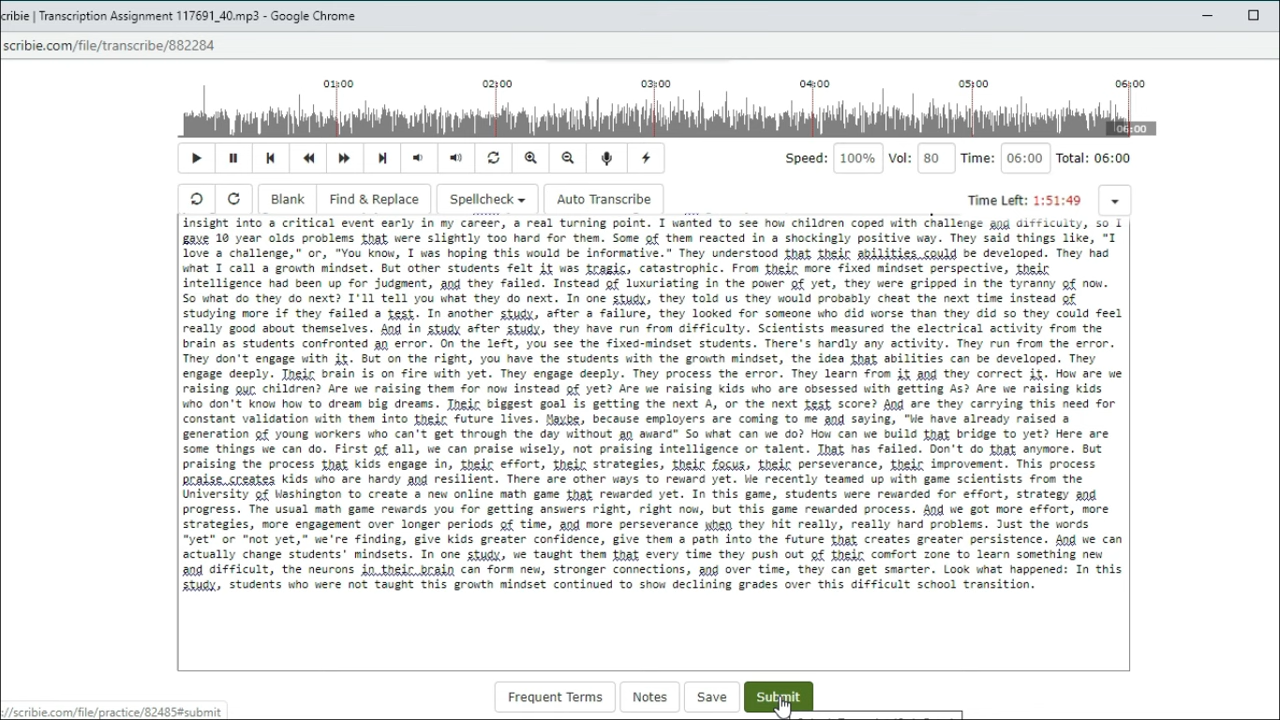 cribie | Transcription Assignment 117691_40.mp3 - Google Chrome
scribie.com/file/transcribe/882284
01:00 02:00 03:00 04:00 05:00 06:00
06:00
Speed: 100% Vol: 80 Time: 06:00 Total: 06:00
Blank Find & Replace Spellcheck Auto Transcribe Time Left: 1:51:49
insight into a critical event early in my career, a real turning point. I wanted to see how children coped with challenge and difficulty, so I
gave 10 year olds problems that were slightly too hard for them. Some of them reacted in a shockingly positive way. They said things like, "I
love a challenge," or, "You know, I was hoping this would be informative." They understood that their abilities could be developed. They had
what I call a growth mindset. But other students felt it was tragic, catastrophic. From their more fixed mindset perspective, their
intelligence had been up for judgment, and they failed. Instead of luxuriating in the power of yet, they were gripped in the tyranny of now.
So what do they do next? I'll tell you what they do next. In one study, they told us they would probably cheat the next time instead of
studying more if they failed a test. In another study, after a failure, they looked for someone who did worse than they did so they could feel
really good about themselves. And in study after study, they have run from difficulty. Scientists measured the electrical activity from the
brain as students confronted an error. On the left, you see the fixed-mindset students. There's hardly any activity. They run from the error.
They don't engage with it. But on the right, you have the students with the growth mindset, the idea that abilities can be developed. They
engage deeply. Their brain is on fire with yet. They engage deeply. They process the error. They learn from it and they correct it. How are we
raising our children? Are we raising them for now instead of yet? Are we raising kids who are obsessed with getting As? Are we raising kids
who don't know how to dream big dreams. Their biggest goal is getting the next A, or the next test score? And are they carrying this need for
constant validation with them into their future lives. Maybe, because employers are coming to me and saying, "We have already raised a
generation of young workers who can't get through the day without an award" So what can we do? How can we build that bridge to yet? Here are
some things we can do. First of all, we can praise wisely, not praising intelligence or talent. That has failed. Don't do that anymore. But
praising the process that kids engage in, their effort, their strategies, their focus, their perseverance, their improvement. This process
praise creates kids who are hardy and resilient. There are other ways to reward yet. We recently teamed up with game scientists from the
University of Washington to create a new online math game that rewarded yet. In this game, students were rewarded for effort, strategy and
progress. The usual math game rewards you for getting answers right, right now, but this game rewarded process. And we got more effort, more
strategies, more engagement over longer periods of time, and more perseverance when they hit really, really hard problems. Just the words
"yet" or "not yet," we're finding, give kids greater confidence, give them a path into the future that creates greater persistence. And we can
actually change students' mindsets. In one study, we taught them that every time they push out of their comfort zone to learn something new
and difficult, the neurons in their brain can form new, stronger connections, and over time, they can get smarter. Look what happened: In this
study, students who were not taught this growth mindset continued to show declining grades over this difficult school transition.
Frequent Terms Notes Save Submit
://scribie.com/file/practice/82485#submit